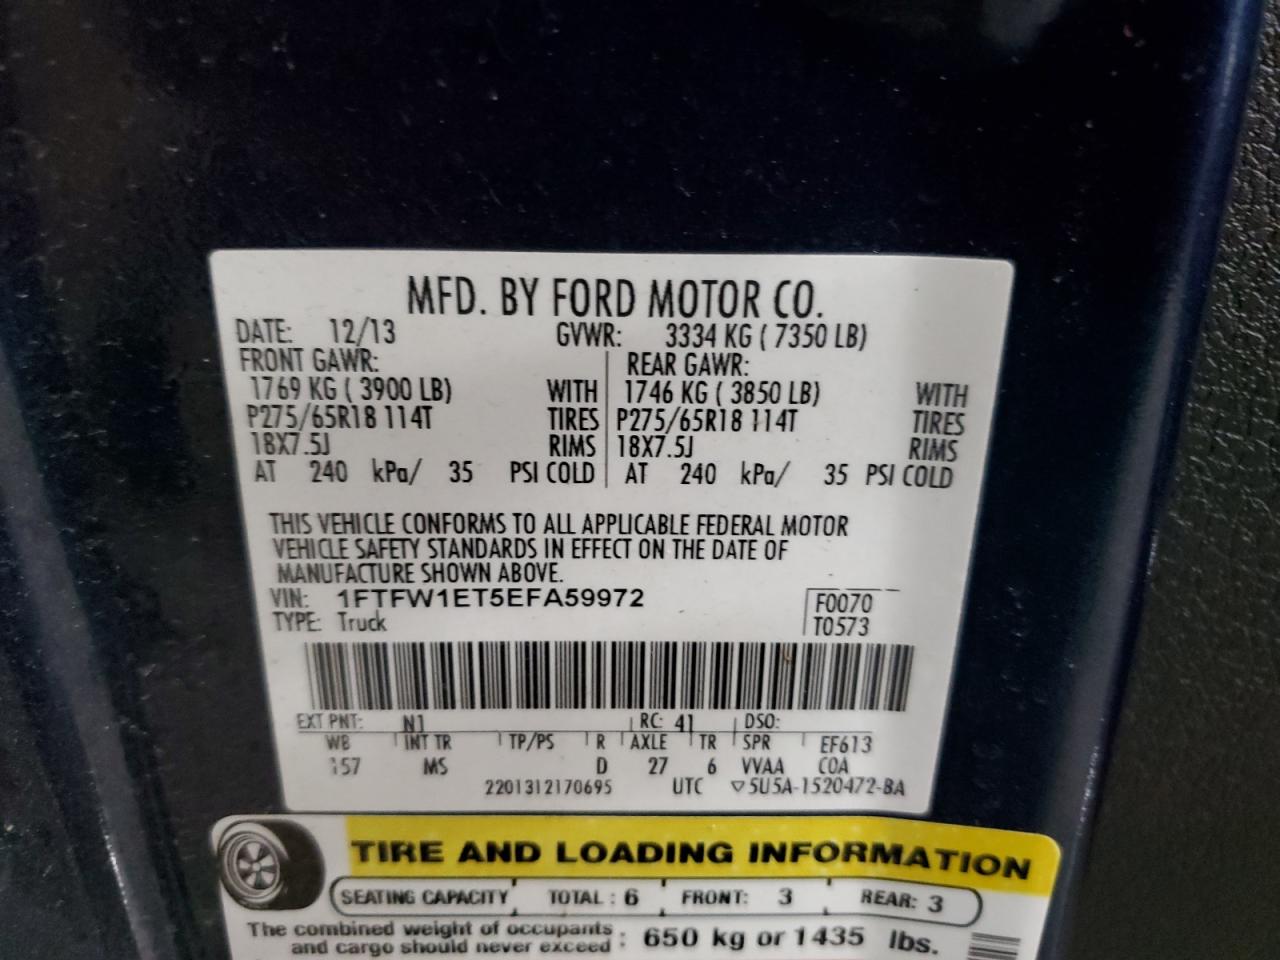 MFD. BY FORD MOTOR CO.
DATE: 12/13 GVWR: 3334 KG ( 7350 LB)
FRONT GAWR: REAR GAWR:
1769 KG ( 3900 LB) WITH 1746 KG ( 3850 LB) WITH
P275/65R18 114T TIRES P275/65R18 114T TIRES
18X7.5J RIMS 18X7.5J RIMS
AT 240 kPa/ 35 PSI COLD AT 240 kPa/ 35 PSI COLD
THIS VEHICLE CONFORMS TO ALL APPLICABLE FEDERAL MOTOR
VEHICLE SAFETY STANDARDS IN EFFECT ON THE DATE OF
MANUFACTURE SHOWN ABOVE.
VIN: 1FTFW1ET5EFA59972 F0070
TYPE: Truck T0573
EXT PNT: N1 RC: 41 DSO:
WB INT TR TP/PS R AXLE TR SPR EF613
157 MS D 27 6 VVAA COA
2201312170695 UTC ▽5U5A-1520472-BA
TIRE AND LOADING INFORMATION
SEATING CAPACITY TOTAL : 6 FRONT: 3 REAR: 3
The combined weight of occupants
and cargo should never exceed : 650 kg or 1435 lbs.